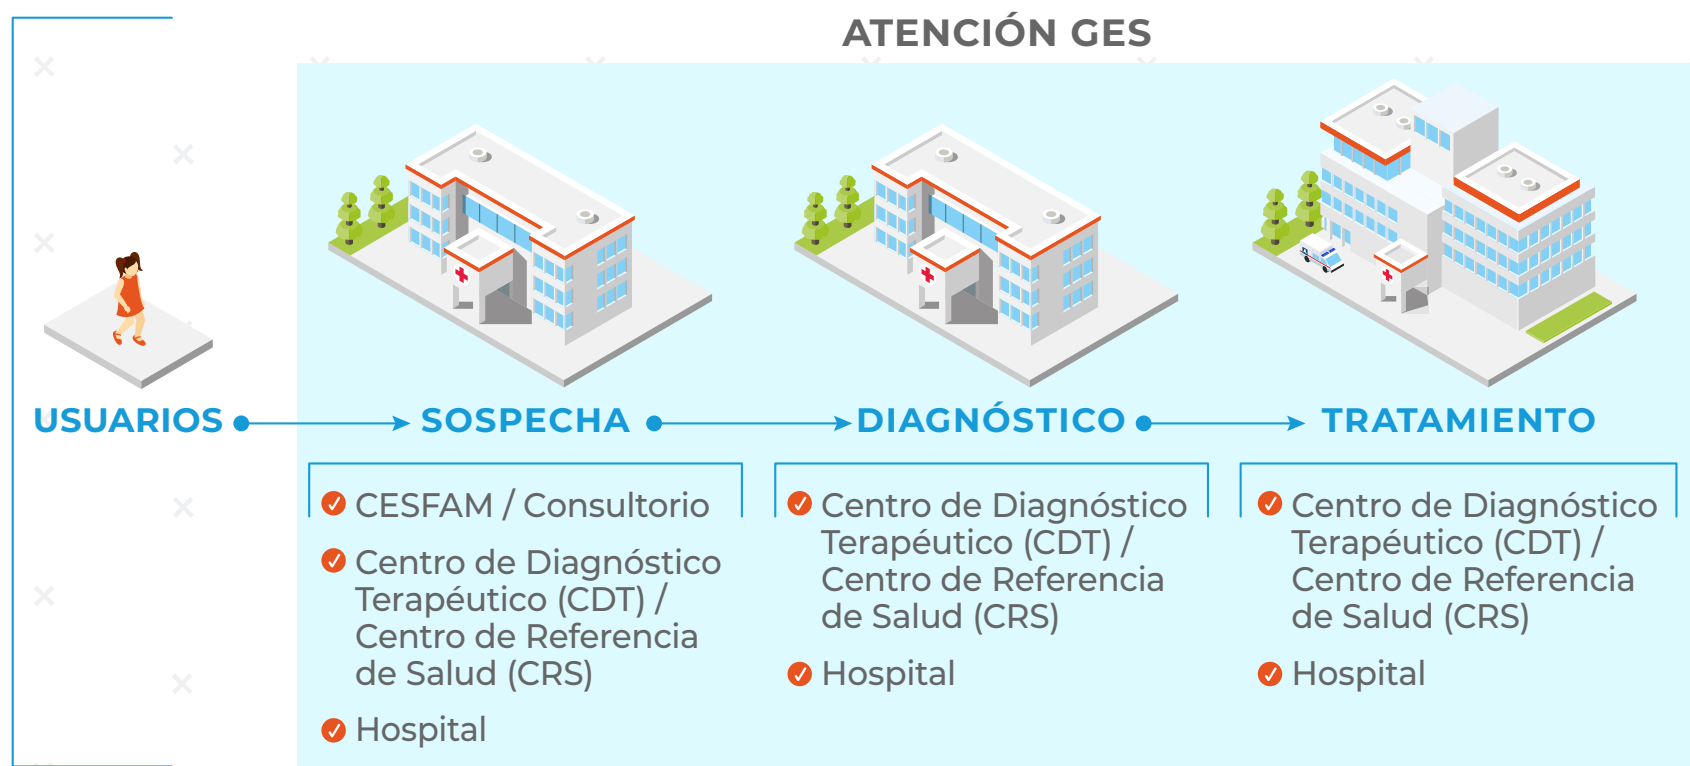 ATENCIÓN GES
USUARIOS
SOSPECHA
DIAGNÓSTICO
TRATAMIENTO
CESFAM / Consultorio
Centro de Diagnóstico
Terapéutico (CDT) /
Centro de Referencia
de Salud (CRS)
Hospital
Centro de Diagnóstico
Terapéutico (CDT) /
Centro de Referencia
de Salud (CRS)
Hospital
Centro de Diagnóstico
Terapéutico (CDT) /
Centro de Referencia
de Salud (CRS)
Hospital